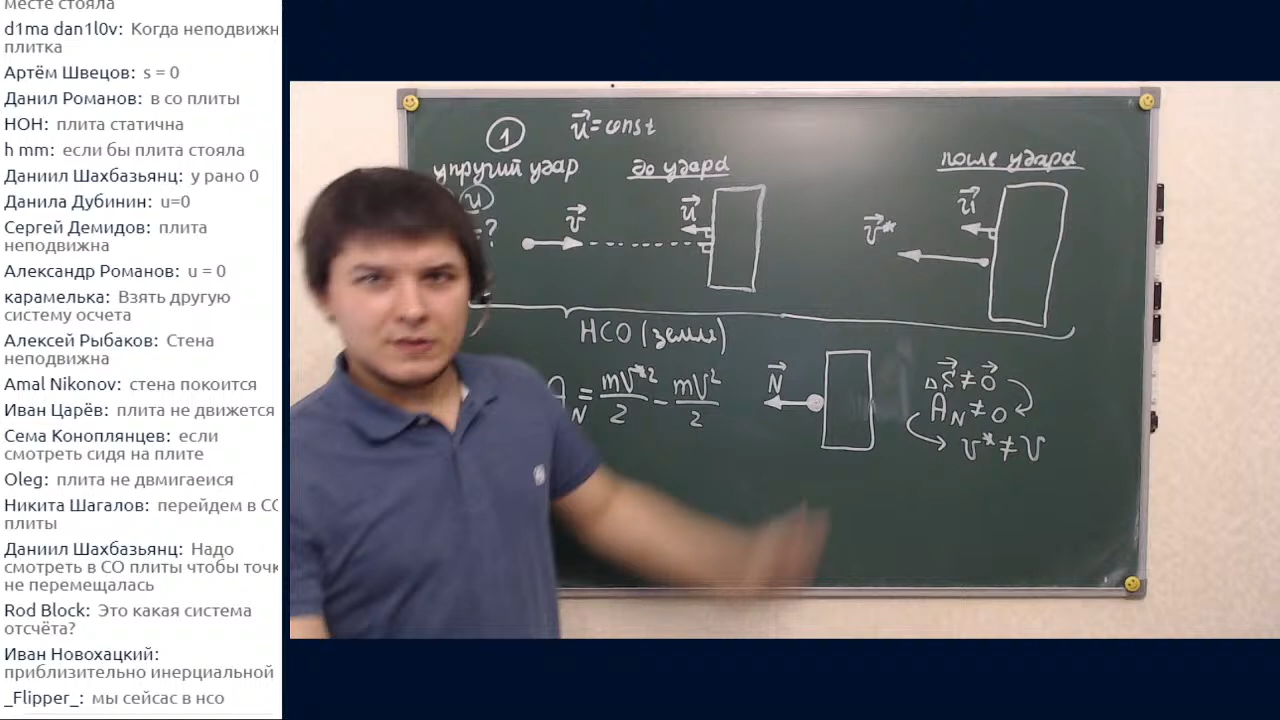 месте стояла
d1ma dan1l0v: Когда неподвижн
плитка
Артём Швецов: s = 0
Данил Романов: в со плиты
НОН: плита статична
h mm: если бы плита стояла
Даниил Шахбазьянц: у рано 0
Данила Дубинин: u=0
Сергей Демидов: плита
неподвижна
Александр Романов: u = 0
карамелька: Взять другую
систему осчета
Алексей Рыбаков: Стена
неподвижна
Amal Nikonov: стена покоится
Иван Царёв: плита не движется
Сема Коноплянцев: если
смотреть сидя на плите
Oleg: плита не двмигаеися
Никита Шагалов: перейдем в СО
плиты
Даниил Шахбазьянц: Надо
смотреть в СО плиты чтобы точк
не перемещалась
Rod Block: Это какая система
отсчёта?
Иван Новохацкий:
приблизительно инерциальной
_Flipper_: мы сейсас в нсо
1 u⃗=const
упругий удар до удара после удара
u v⃗ u⃗ v⃗* u⃗
=?
НСО (земля)
A_N = mV*²/2 - mV²/2 N⃗ ΔS⃗≠0⃗
A_N ≠ 0
v* ≠ v